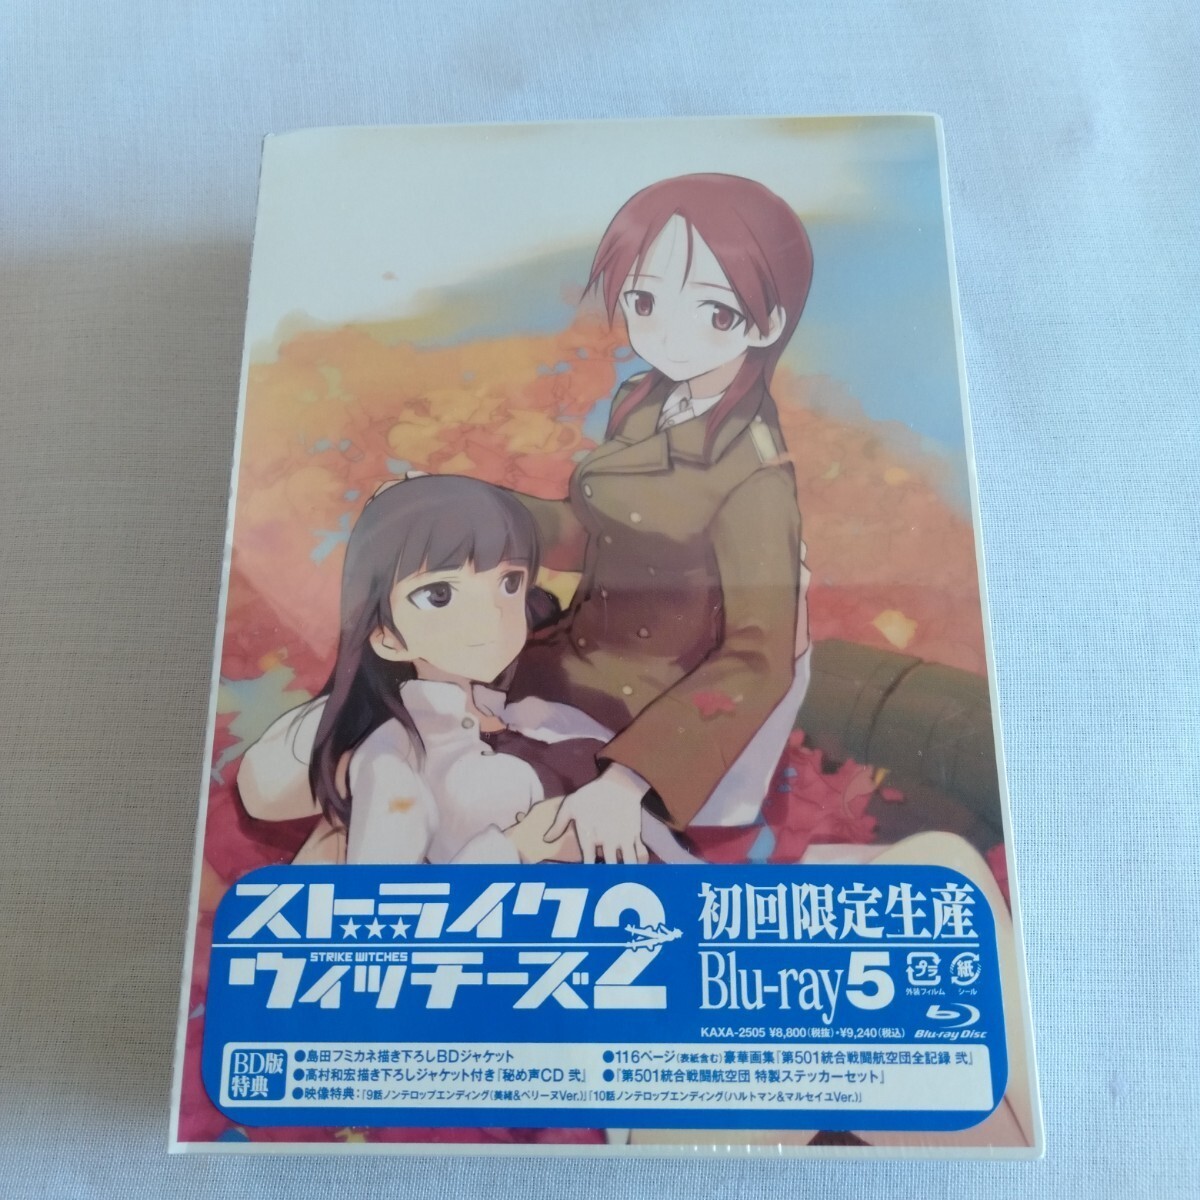 ストライク
ウィッチーズ2
STRIKE WITCHES
初回限定生産
Blu-ray5
プラ
外装フィルム
紙
シール
KAXA-2505 ¥8,800(税抜)・¥9,240(税込)
Blu-ray Disc
BD版
特典
●島田フミカネ描き下ろしBDジャケット
●高村和宏描き下ろしジャケット付き『秘め声CD 弐』
●116ページ(表紙含む)豪華画集『第501統合戦闘航空団全記録 弐』
●『第501統合戦闘航空団 特製ステッカーセット』
●映像特典：「9話ノンテロップエンディング(美緒&ペリーヌVer.)」「10話ノンテロップエンディング(ハルトマン&マルセイユVer.)」